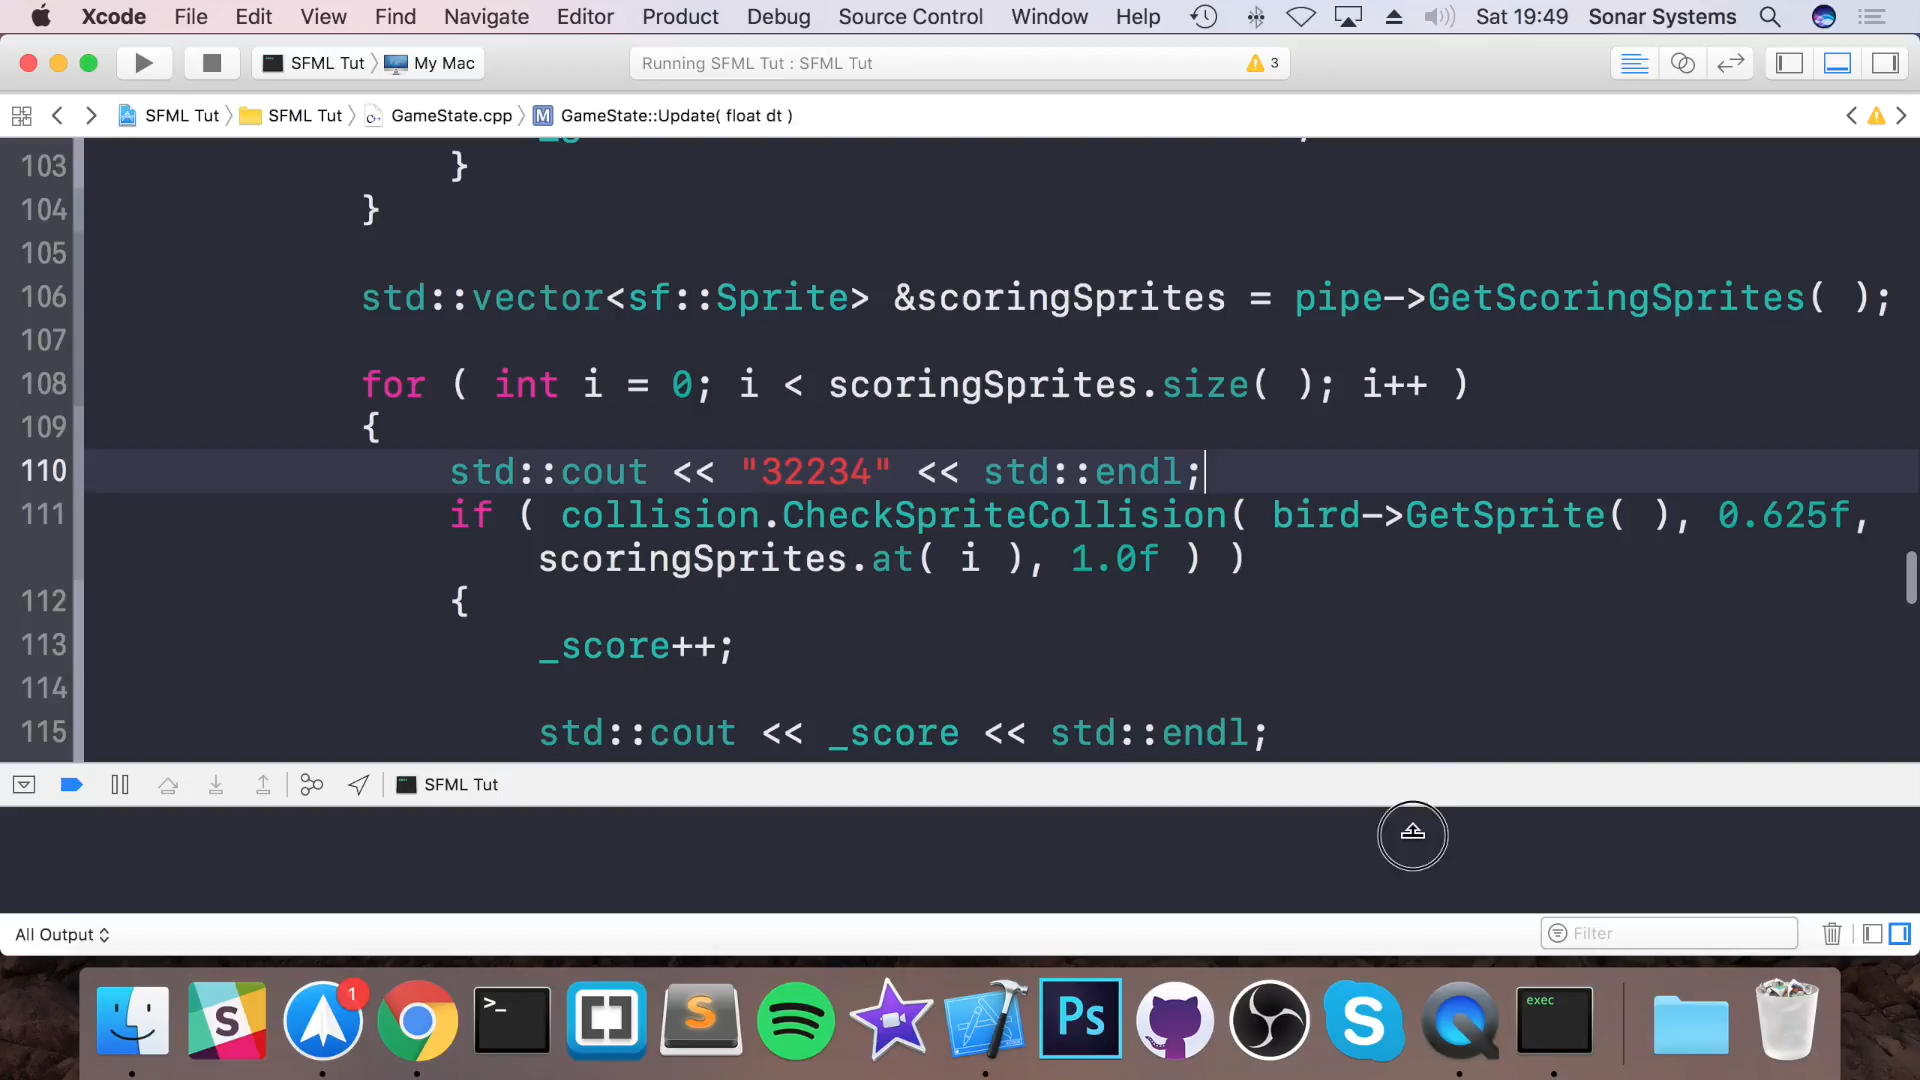 Xcode File Edit View Find Navigate Editor Product Debug Source Control Window Help Sat 19:49 Sonar Systems
SFML Tut My Mac Running SFML Tut : SFML Tut 3
SFML Tut SFML Tut GameState.cpp M GameState::Update( float dt )
103 }
104 }
105
106 std::vector<sf::Sprite> &scoringSprites = pipe->GetScoringSprites( );
107
108 for ( int i = 0; i < scoringSprites.size( ); i++ )
109 {
110 std::cout << "32234" << std::endl;
111 if ( collision.CheckSpriteCollision( bird->GetSprite( ), 0.625f,
scoringSprites.at( i ), 1.0f ) )
112 {
113 _score++;
114
115 std::cout << _score << std::endl;
SFML Tut
All Output Filter
1
exec
S >_ S Ps S Q